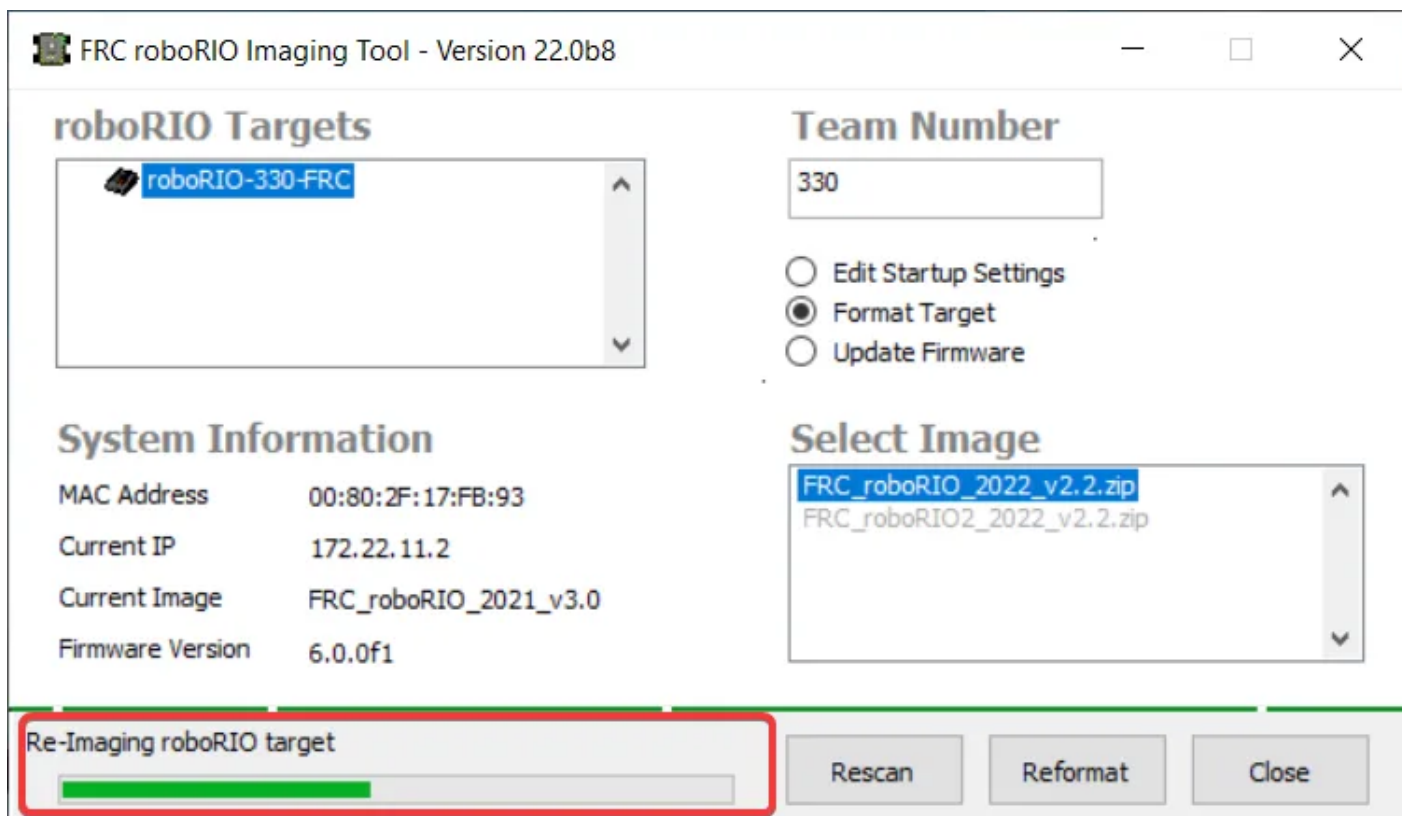 FRC roboRIO Imaging Tool - Version 22.0b8
roboRIO Targets
roboRIO-330-FRC
Team Number
330
Edit Startup Settings
Format Target
Update Firmware
System Information
MAC Address 00:80:2F:17:FB:93
Current IP 172.22.11.2
Current Image FRC_roboRIO_2021_v3.0
Firmware Version 6.0.0f1
Select Image
FRC_roboRIO_2022_v2.2.zip
FRC_roboRIO2_2022_v2.2.zip
Re-Imaging roboRIO target
Rescan
Reformat
Close